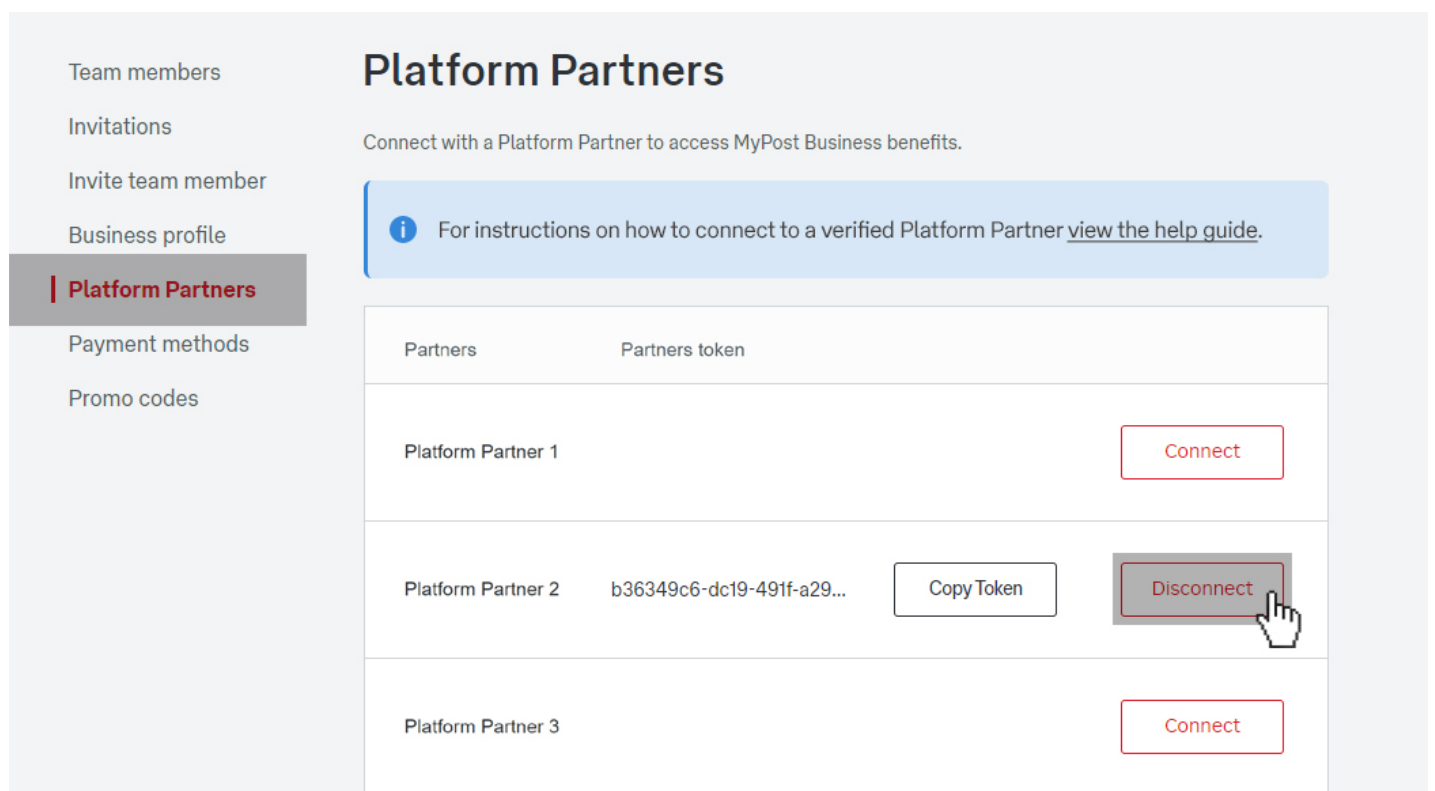 Team members
Invitations
Invite team member
Business profile
Platform Partners
Payment methods
Promo codes
Platform Partners
Connect with a Platform Partner to access MyPost Business benefits.
For instructions on how to connect to a verified Platform Partner view the help guide.
Partners Partners token
Platform Partner 1 Connect
Platform Partner 2 b36349c6-dc19-491f-a29... Copy Token Disconnect
Platform Partner 3 Connect